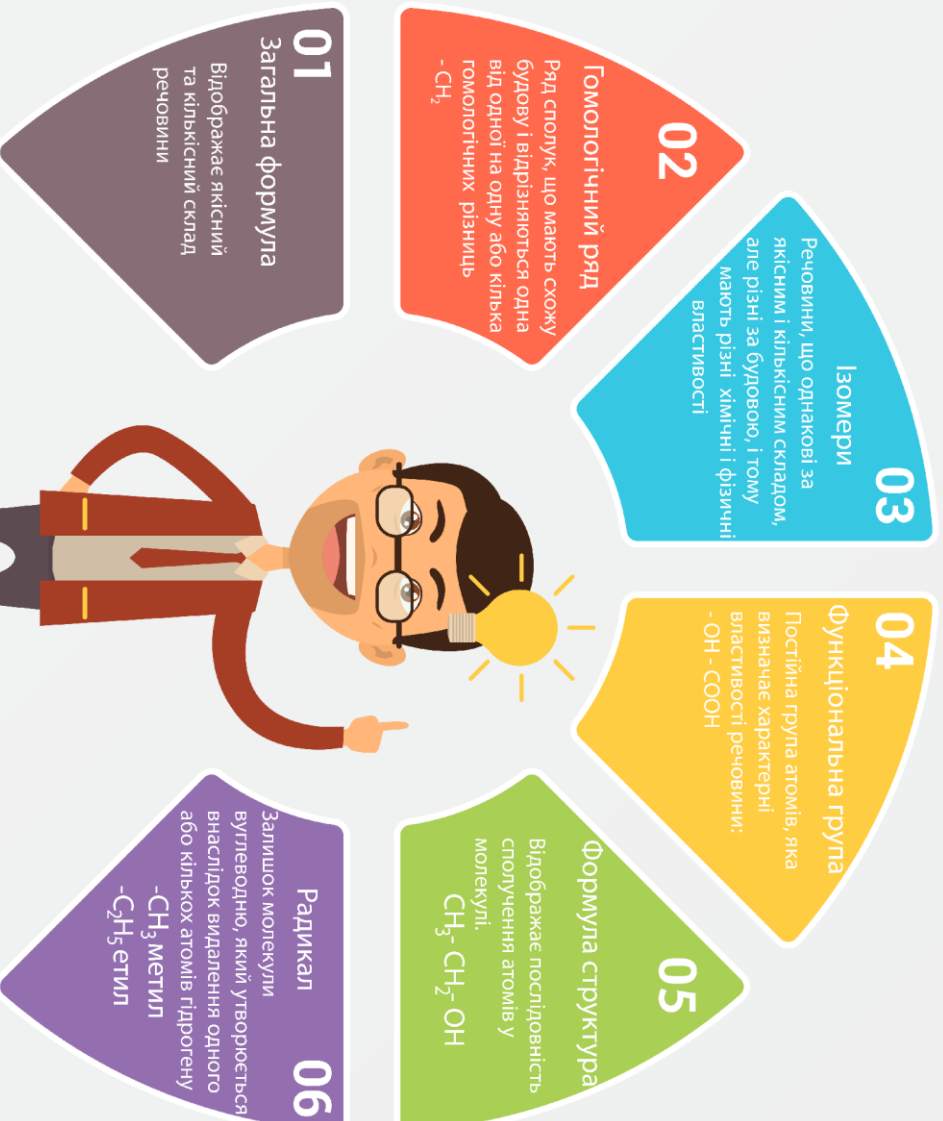 01
Загальна формула
Відображає якісний
та кількісний склад
речовини
02
Гомологічний ряд
Ряд сполук, що мають схожу
будову і відрізняються одна
від одної на одну або кілька
гомологічних різниць
- CH₂
03
Ізомери
Речовини, що однакові за
якісним і кількісним складом,
але різні за будовою, і тому
мають різні хімічні і фізичні
властивості
04
Функціональна група
Постійна група атомів, яка
визначає характерні
властивості речовини:
- OH - COOH
05
Формула структура
Відображає послідовність
сполучення атомів у
молекулі.
CH₃- CH₂- OH
06
Радикал
Залишок молекули
вуглеводню, який утворюється
внаслідок видалення одного
або кількох атомів гідрогену
-CH₃ метил
-C₂H₅ етил